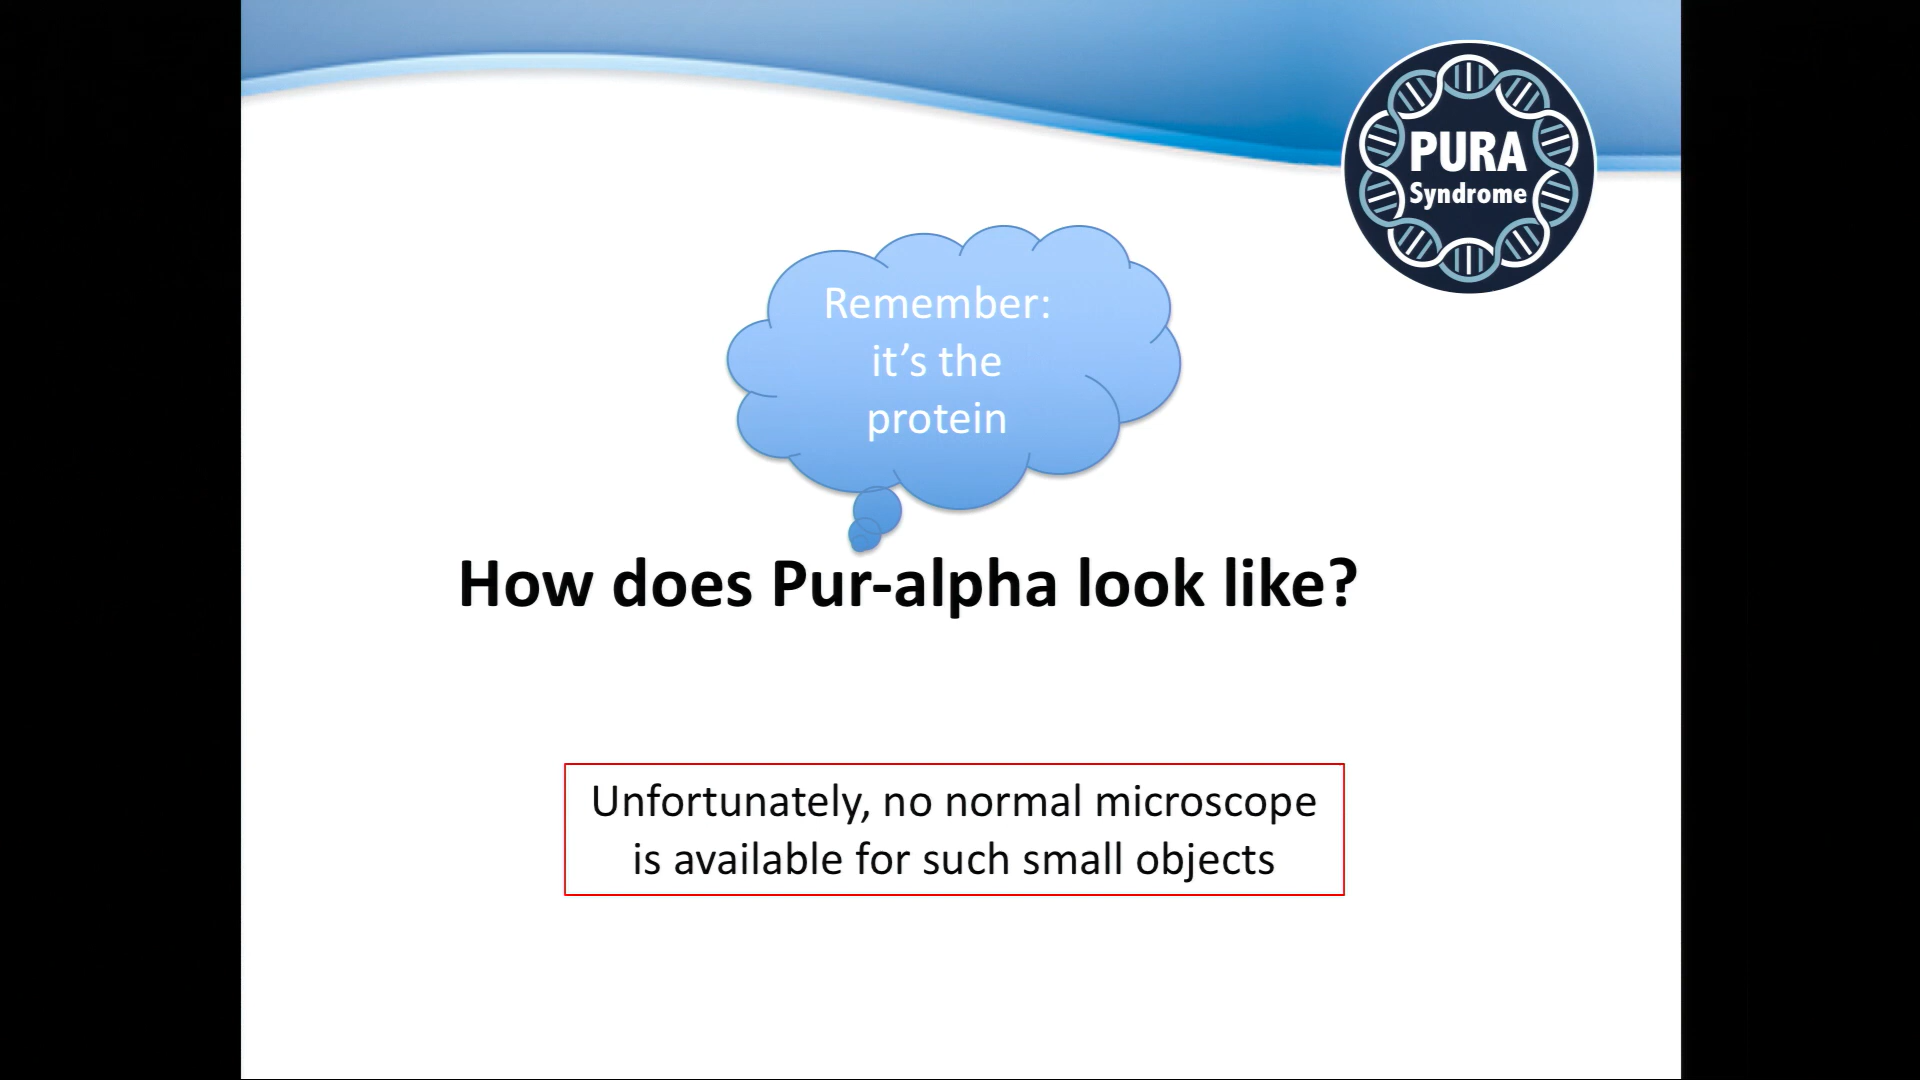 PURA
Syndrome
Remember:
it’s the
protein
How does Pur-alpha look like?
Unfortunately, no normal microscope
is available for such small objects